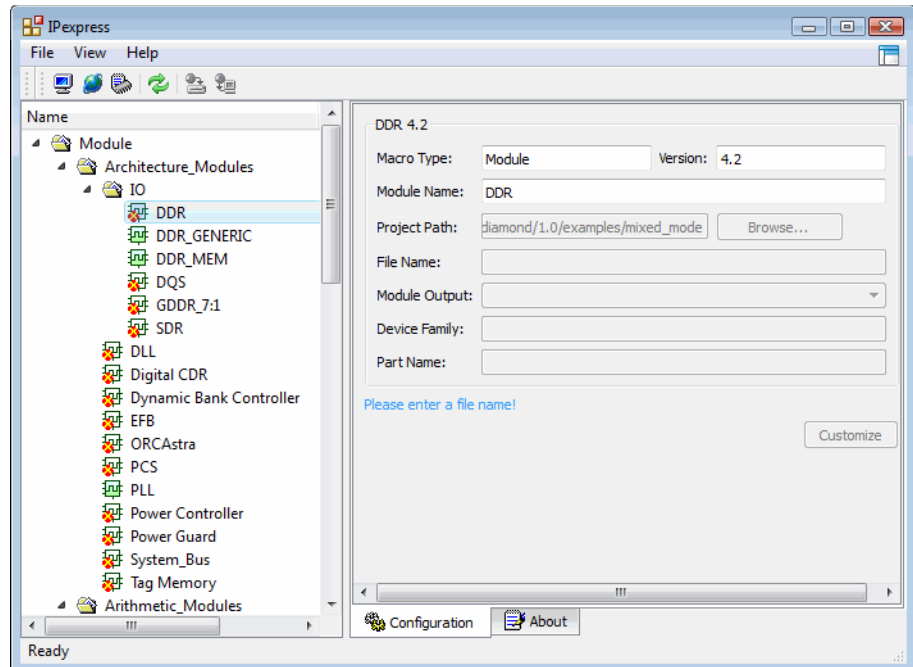 IPexpress
File View Help
Name
Module
Architecture_Modules
IO
DDR
DDR_GENERIC
DDR_MEM
DQS
GDDR_7:1
SDR
DLL
Digital CDR
Dynamic Bank Controller
EFB
ORCAstra
PCS
PLL
Power Controller
Power Guard
System_Bus
Tag Memory
Arithmetic_Modules
DDR 4.2
Macro Type: Module Version: 4.2
Module Name: DDR
Project Path: diamond/1.0/examples/mixed_mode Browse...
File Name:
Module Output:
Device Family:
Part Name:
Please enter a file name!
Customize
Configuration About
Ready